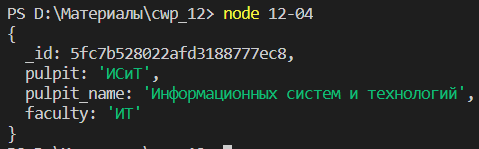 PS D:\Материалы\cwp_12> node 12-04
{
  _id: 5fc7b528022afd3188777ec8,
  pulpit: 'ИСиТ',
  pulpit_name: 'Информационных систем и технологий',
  faculty: 'ИТ'
}